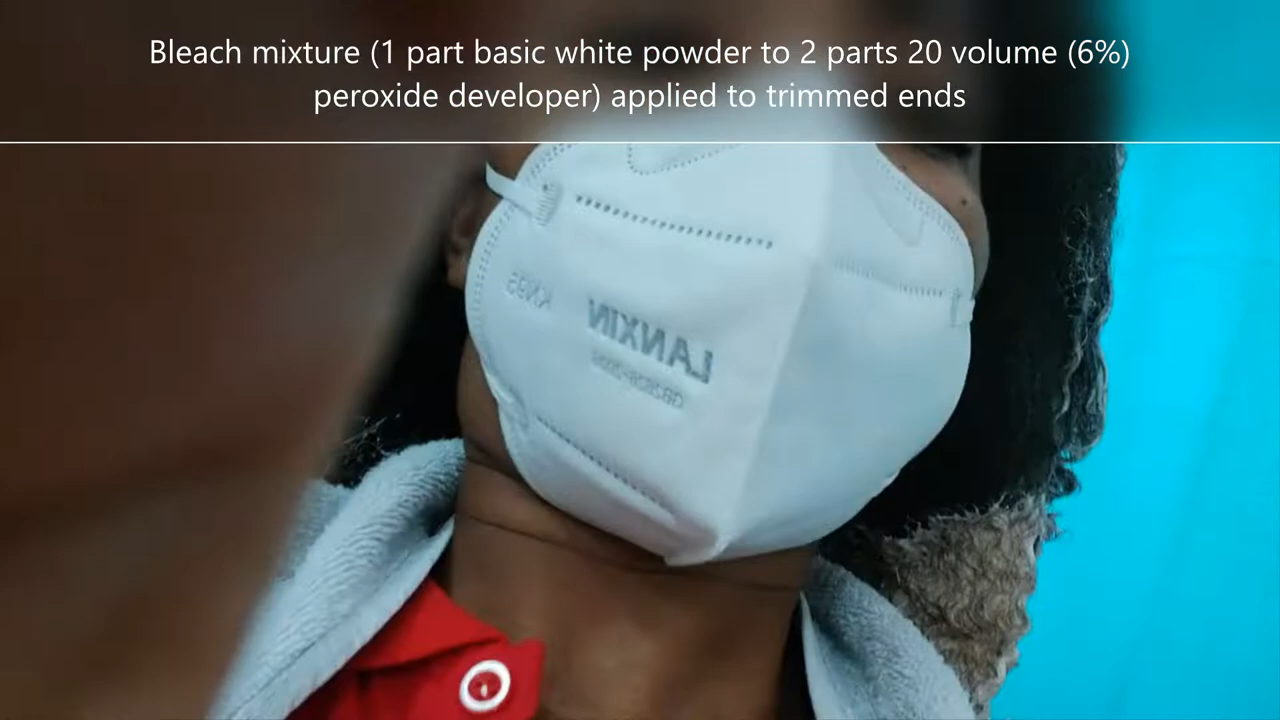 Bleach mixture (1 part basic white powder to 2 parts 20 volume (6%)
peroxide developer) applied to trimmed ends
KN95
LANXIN